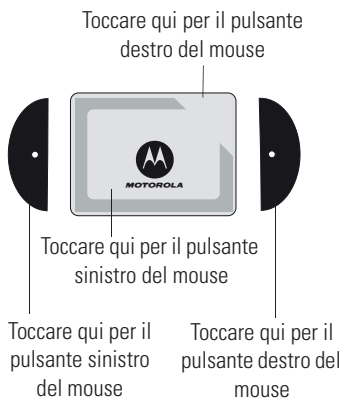 Toccare qui per il pulsante
destro del mouse
MOTOROLA
Toccare qui per il pulsante
sinistro del mouse
Toccare qui per il
pulsante sinistro
del mouse
Toccare qui per il
pulsante destro del
mouse